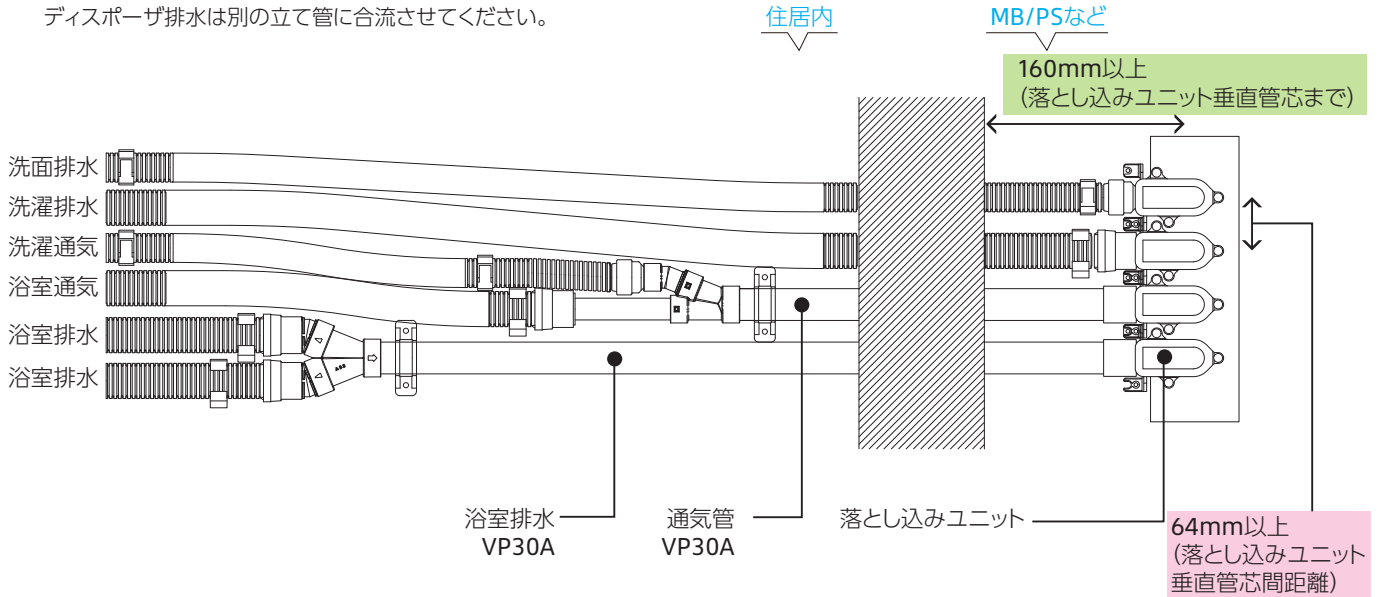 ディスポーザ排水は別の立て管に合流させてください。
住居内
MB/PSなど
160mm以上
(落とし込みユニット垂直管芯まで)
洗面排水
洗濯排水
洗濯通気
浴室通気
浴室排水
浴室排水
浴室排水
VP30A
通気管
VP30A
落とし込みユニット
64mm以上
(落とし込みユニット
垂直管芯間距離)